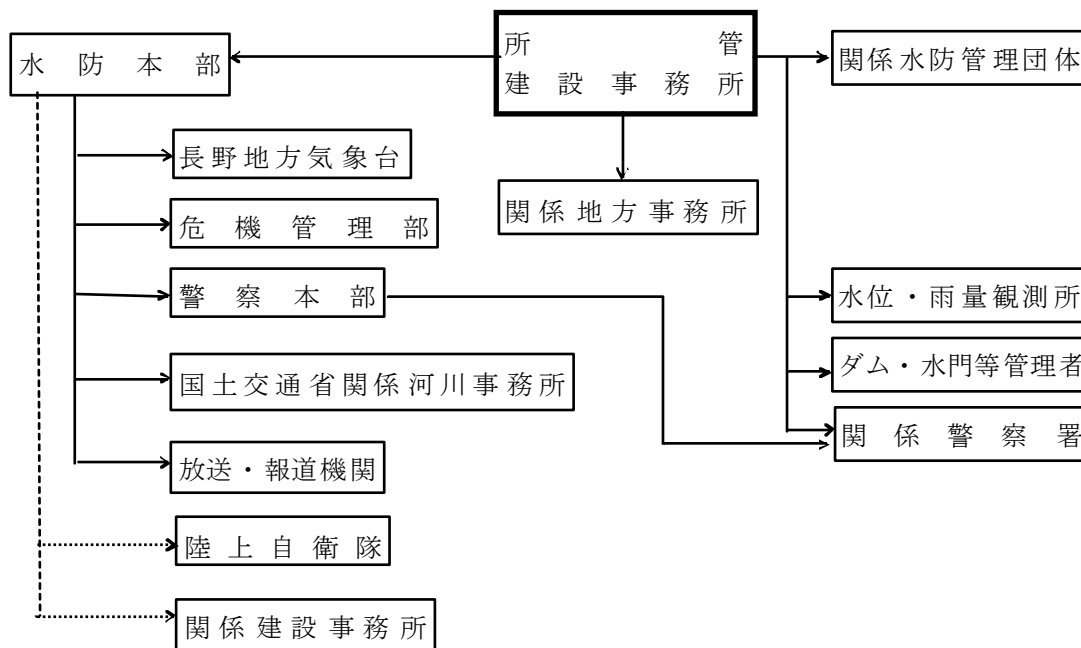 水防本部
所管
建設事務所
関係水防管理団体
長野地方気象台
関係地方事務所
危機管理部
警察本部
水位・雨量観測所
国土交通省関係河川事務所
ダム・水門等管理者
関係警察署
放送・報道機関
陸上自衛隊
関係建設事務所